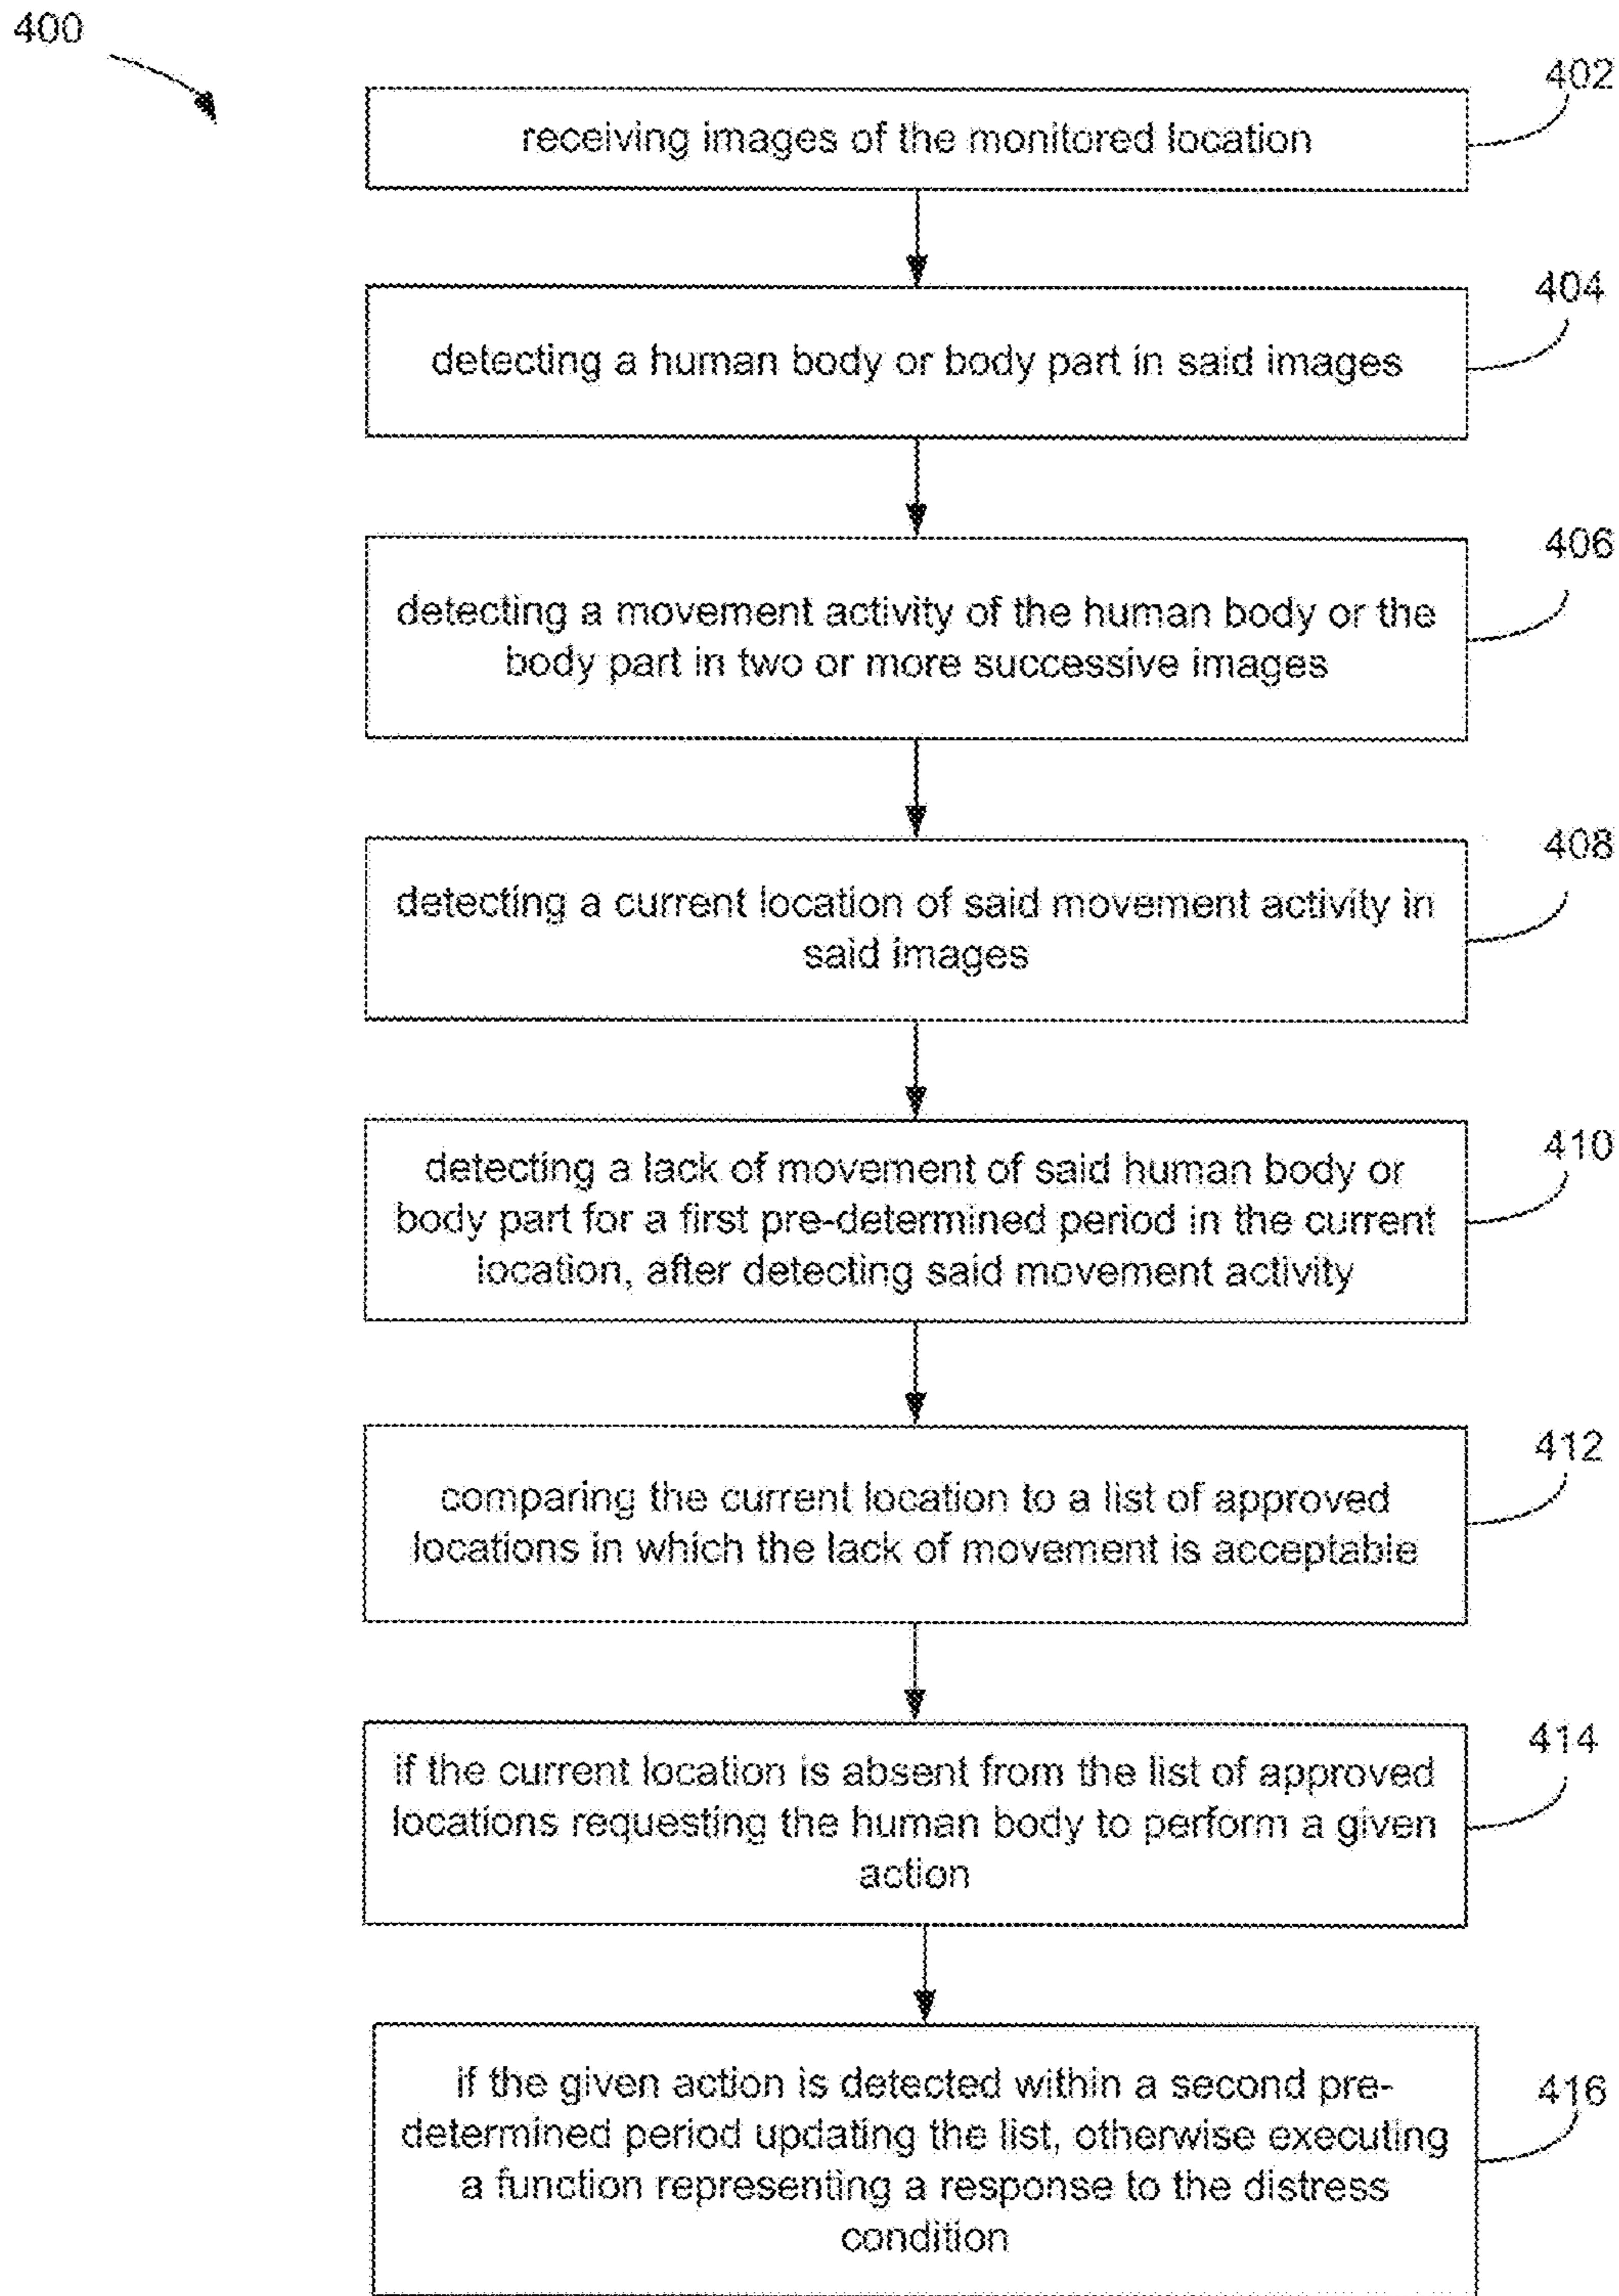 400
402
receiving images of the monitored location
404
detecting a human body or body part in said images
406
detecting a movement activity of the human body or the
body part in two or more successive images
408
detecting a current location of said movement activity in
said images
410
detecting a lack of movement of said human body or
body part for a first pre-determined period in the current
location, after detecting said movement activity
412
comparing the current location to a list of approved
locations in which the lack of movement is acceptable
414
if the current location is absent from the list of approved
locations requesting the human body to perform a given
action
416
if the given action is detected within a second pre-
determined period updating the list, otherwise executing
a function representing a response to the distress
condition